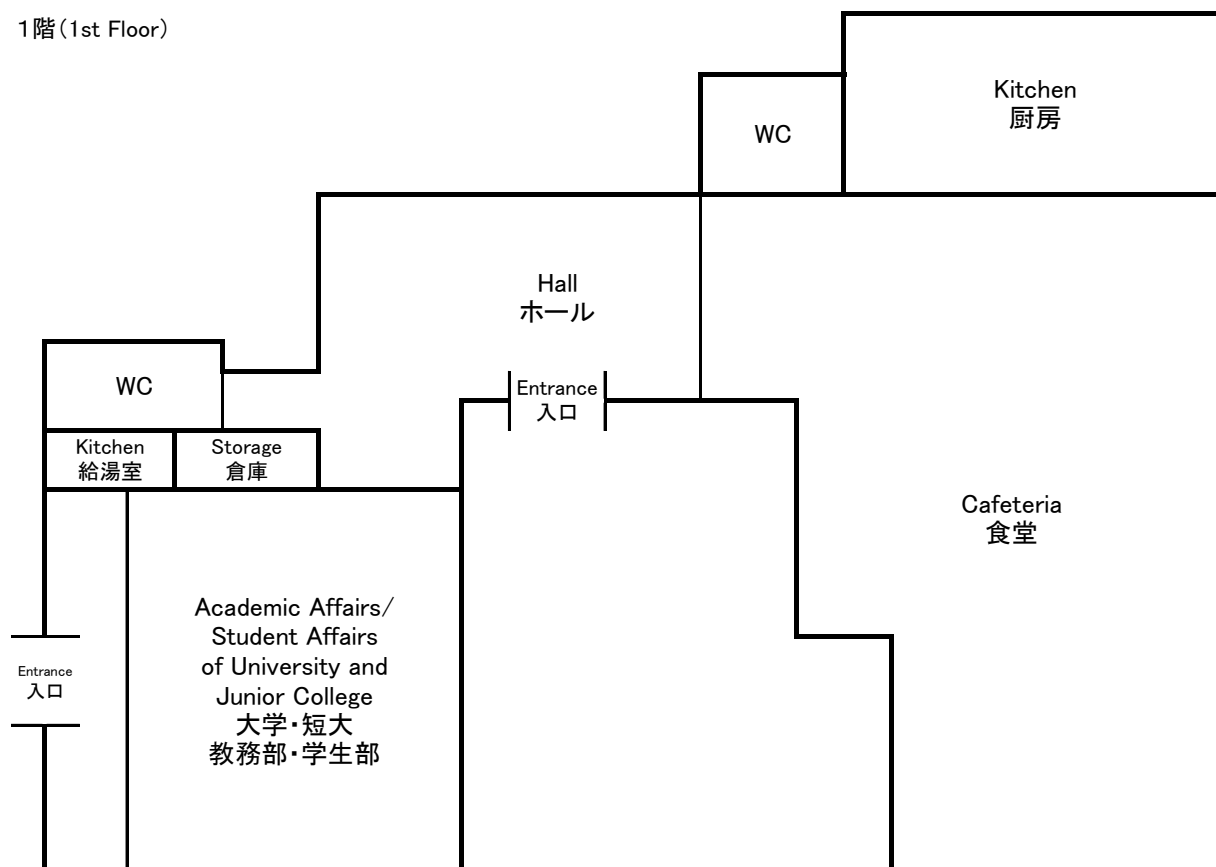 1階(1st Floor)
Kitchen
厨房
WC
Hall
ホール
Entrance
入口
WC
Kitchen
給湯室
Storage
倉庫
Cafeteria
食堂
Academic Affairs/
Student Affairs
of University and
Junior College
大学・短大
教務部・学生部
Entrance
入口